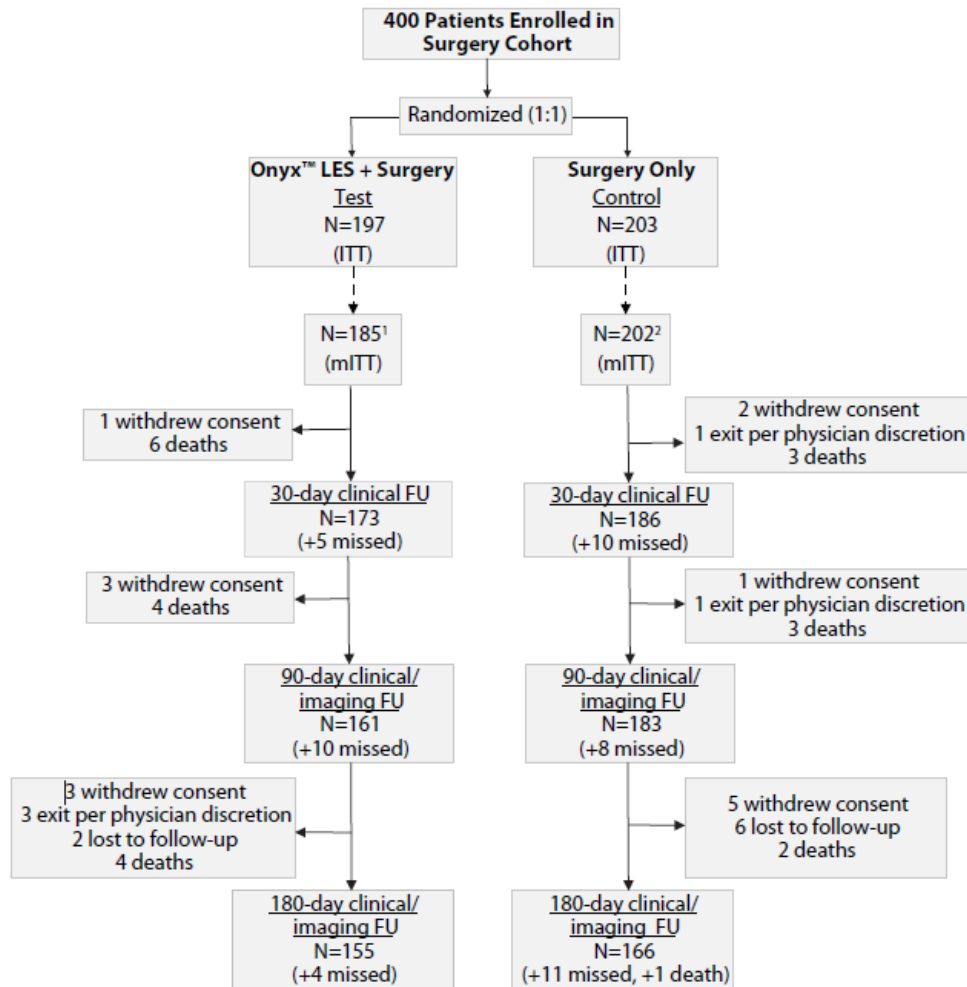 400 Patients Enrolled in
Surgery Cohort
Randomized (1:1)
Onyx™ LES + Surgery
Test
N=197
(ITT)
Surgery Only
Control
N=203
(ITT)
N=185¹
(mITT)
N=202²
(mITT)
1 withdrew consent
6 deaths
2 withdrew consent
1 exit per physician discretion
3 deaths
30-day clinical FU
N=173
(+5 missed)
30-day clinical FU
N=186
(+10 missed)
3 withdrew consent
4 deaths
1 withdrew consent
1 exit per physician discretion
3 deaths
90-day clinical/
imaging FU
N=161
(+10 missed)
90-day clinical/
imaging FU
N=183
(+8 missed)
3 withdrew consent
3 exit per physician discretion
2 lost to follow-up
4 deaths
5 withdrew consent
6 lost to follow-up
2 deaths
180-day clinical/
imaging FU
N=155
(+4 missed)
180-day clinical/
imaging FU
N=166
(+11 missed, +1 death)